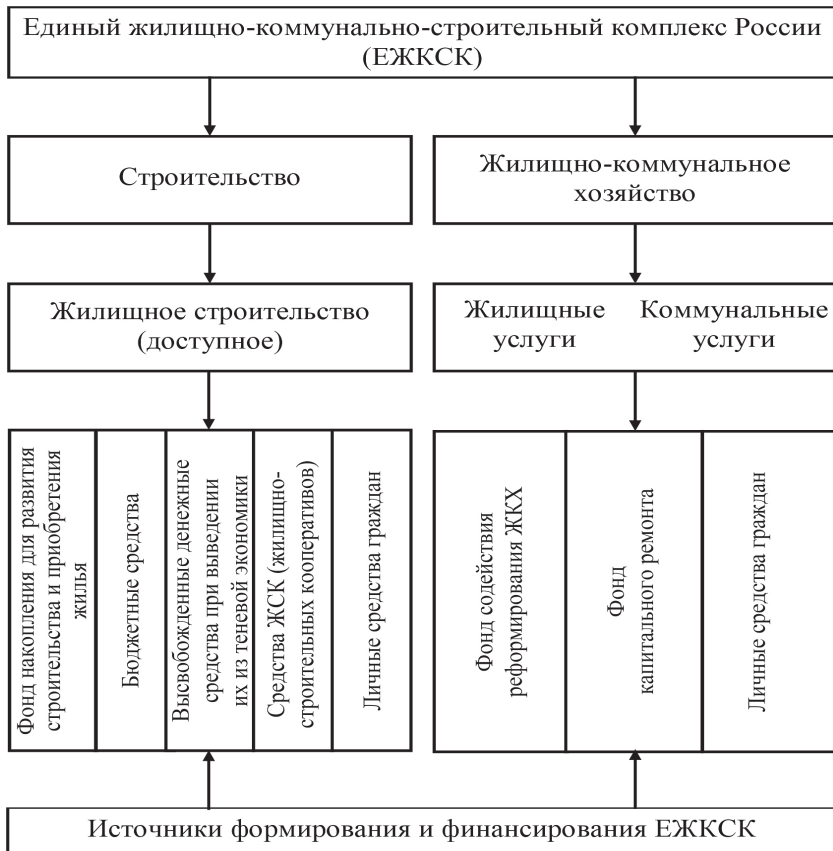 Единый жилищно-коммунально-строительный комплекс России
(ЕЖКСК)
Строительство
Жилищно-коммунальное
хозяйство
Жилищное строительство
(доступное)
Жилищные
услуги
Коммунальные
услуги
Фонд накопления для развития
строительства и приобретения
жилья
Бюджетные средства
Высвобожденные денежные
средства при выведении
их из теневой экономики
Средства ЖСК (жилищно-
строительных кооперативов)
Личные средства граждан
Фонд содействия
реформирования ЖКХ
Фонд
капитального ремонта
Личные средства граждан
Источники формирования и финансирования ЕЖКСК